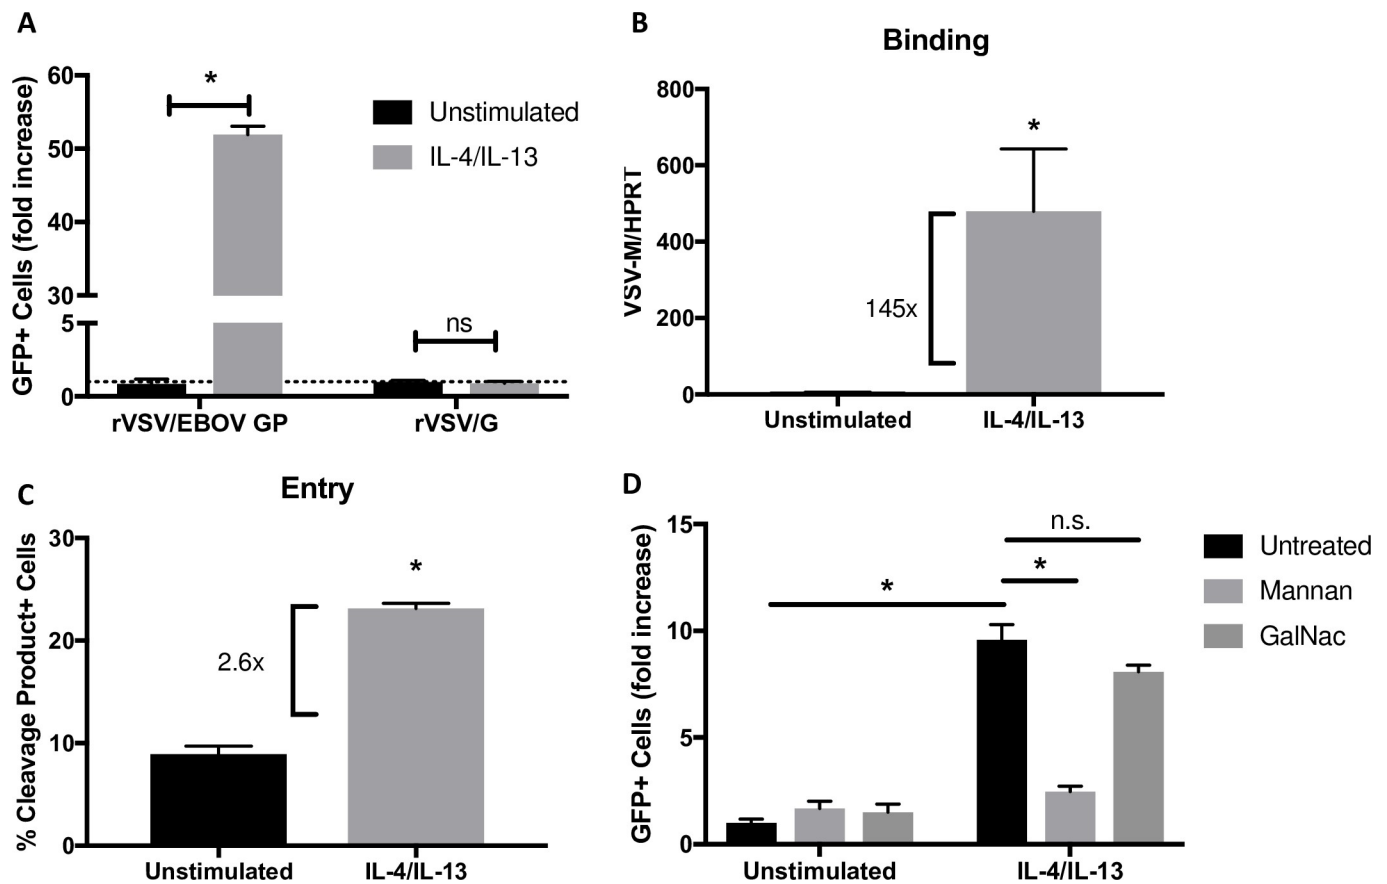 A
GFP+ Cells (fold increase)
60
50
40
30
5
0
*
ns
Unstimulated
IL-4/IL-13
rVSV/EBOV GP
rVSV/G
B
Binding
VSV-M/HPRT
800
600
400
200
0
*
145x
Unstimulated
IL-4/IL-13
C
Entry
% Cleavage Product+ Cells
30
20
10
0
*
2.6x
Unstimulated
IL-4/IL-13
D
GFP+ Cells (fold increase)
15
10
5
0
n.s.
*
*
Untreated
Mannan
GalNac
Unstimulated
IL-4/IL-13